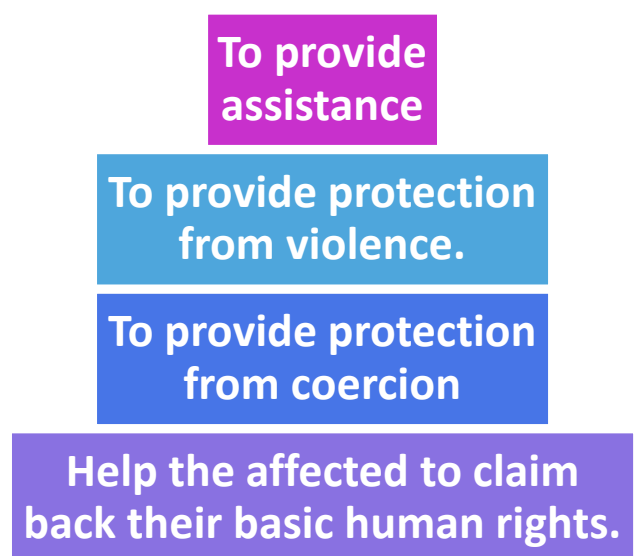 To provide
assistance
To provide protection
from violence.
To provide protection
from coercion
Help the affected to claim
back their basic human rights.